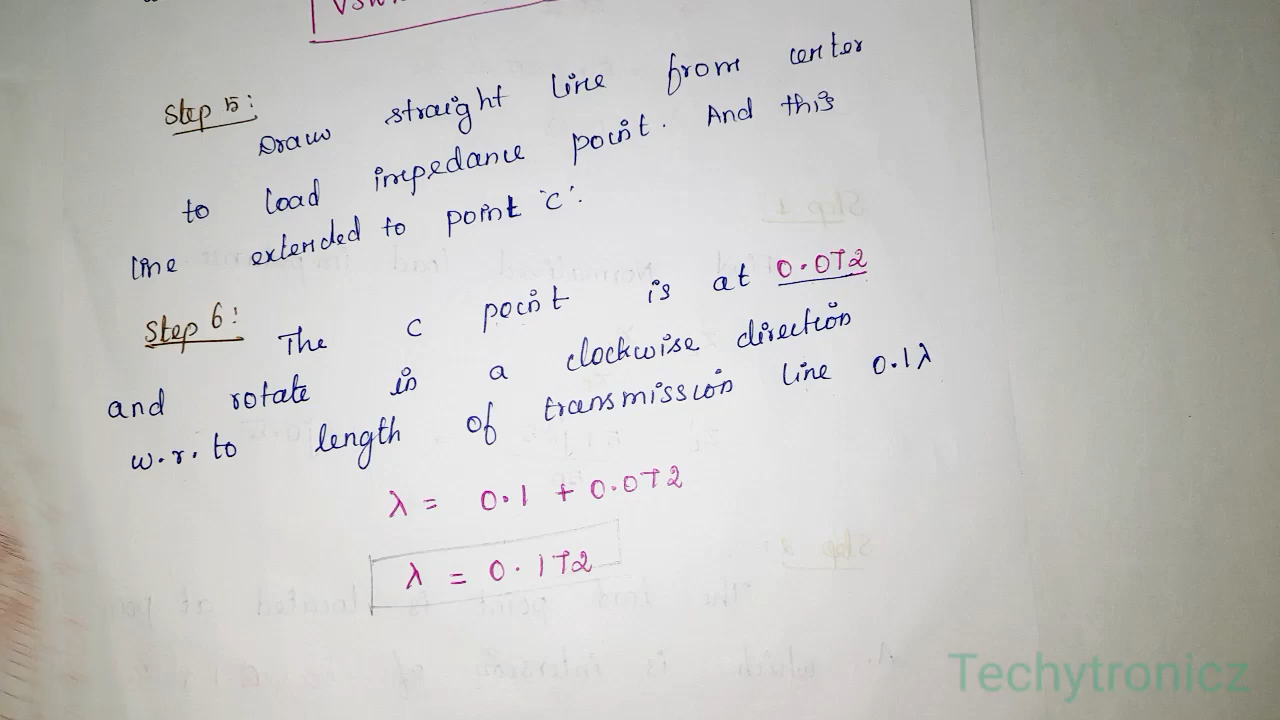 Step 5:
Draw straight line from center
to load impedance point. And this
line extended to point 'c'.
Step 6: The c point is at 0.072
and rotate in a clockwise direction
w.r.to length of transmission line 0.1λ
λ = 0.1 + 0.072
λ = 0.172
Techytronicz